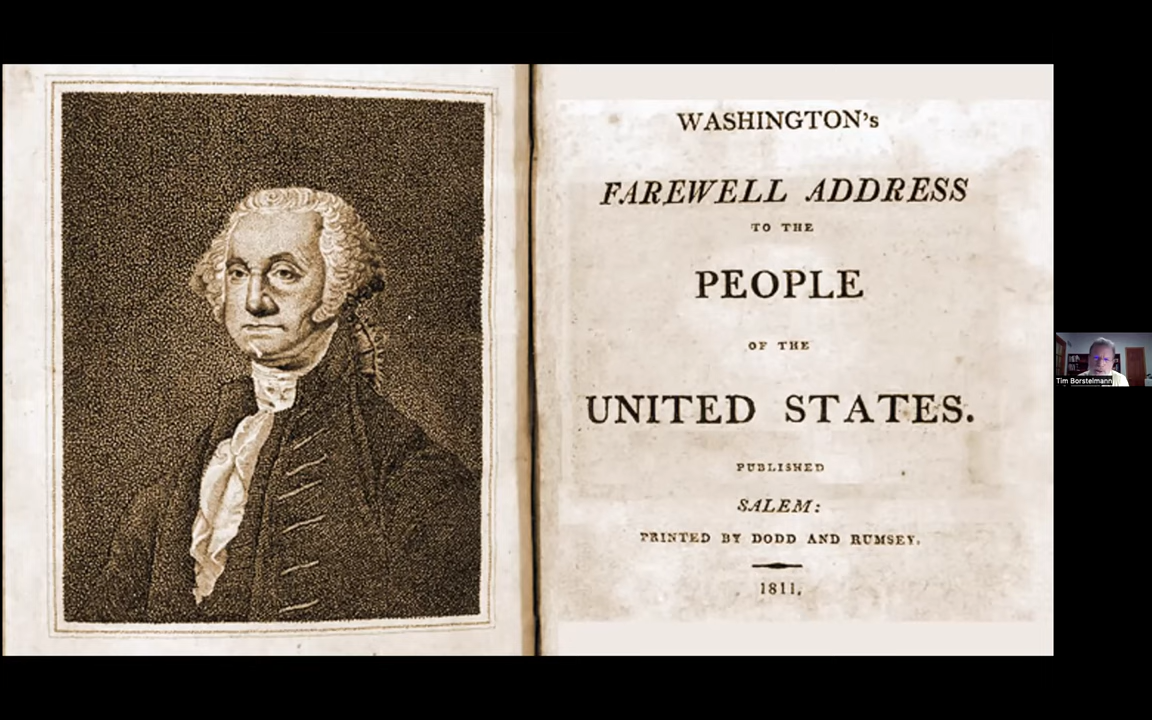 WASHINGTON's
FAREWELL ADDRESS
TO THE
PEOPLE
OF THE
UNITED STATES.
PUBLISHED
SALEM:
PRINTED BY DODD AND RUMSEY.
1811.
Tim Borstelmann